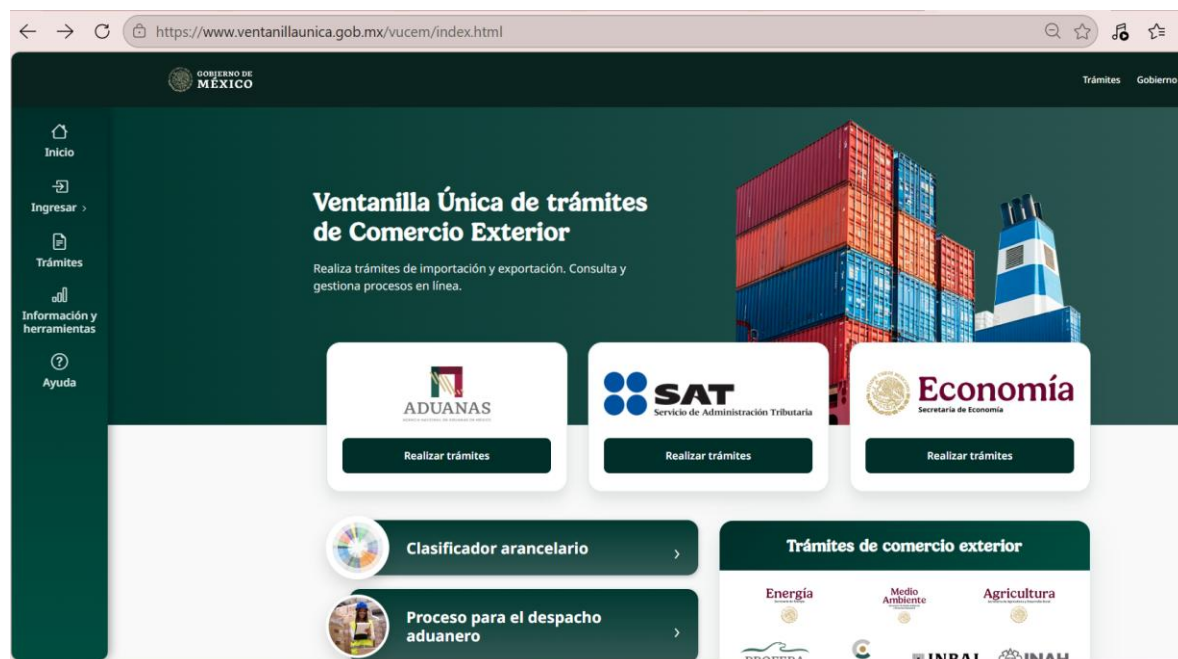 https://www.ventanillaunica.gob.mx/vucem/index.html
GOBIERNO DE
MÉXICO
Trámites
Gobierno
Inicio
Ingresar
Trámites
Información y
herramientas
Ayuda
Ventanilla Única de trámites
de Comercio Exterior
Realiza trámites de importación y exportación. Consulta y
gestiona procesos en línea.
ADUANAS
Realizar trámites
SAT
Servicio de Administración Tributaria
Realizar trámites
Economía
Secretaría de Economía
Realizar trámites
Clasificador arancelario
Proceso para el despacho
aduanero
Trámites de comercio exterior
Energía
Medio
Ambiente
Agricultura
PROFEPA
INBAL
INAH